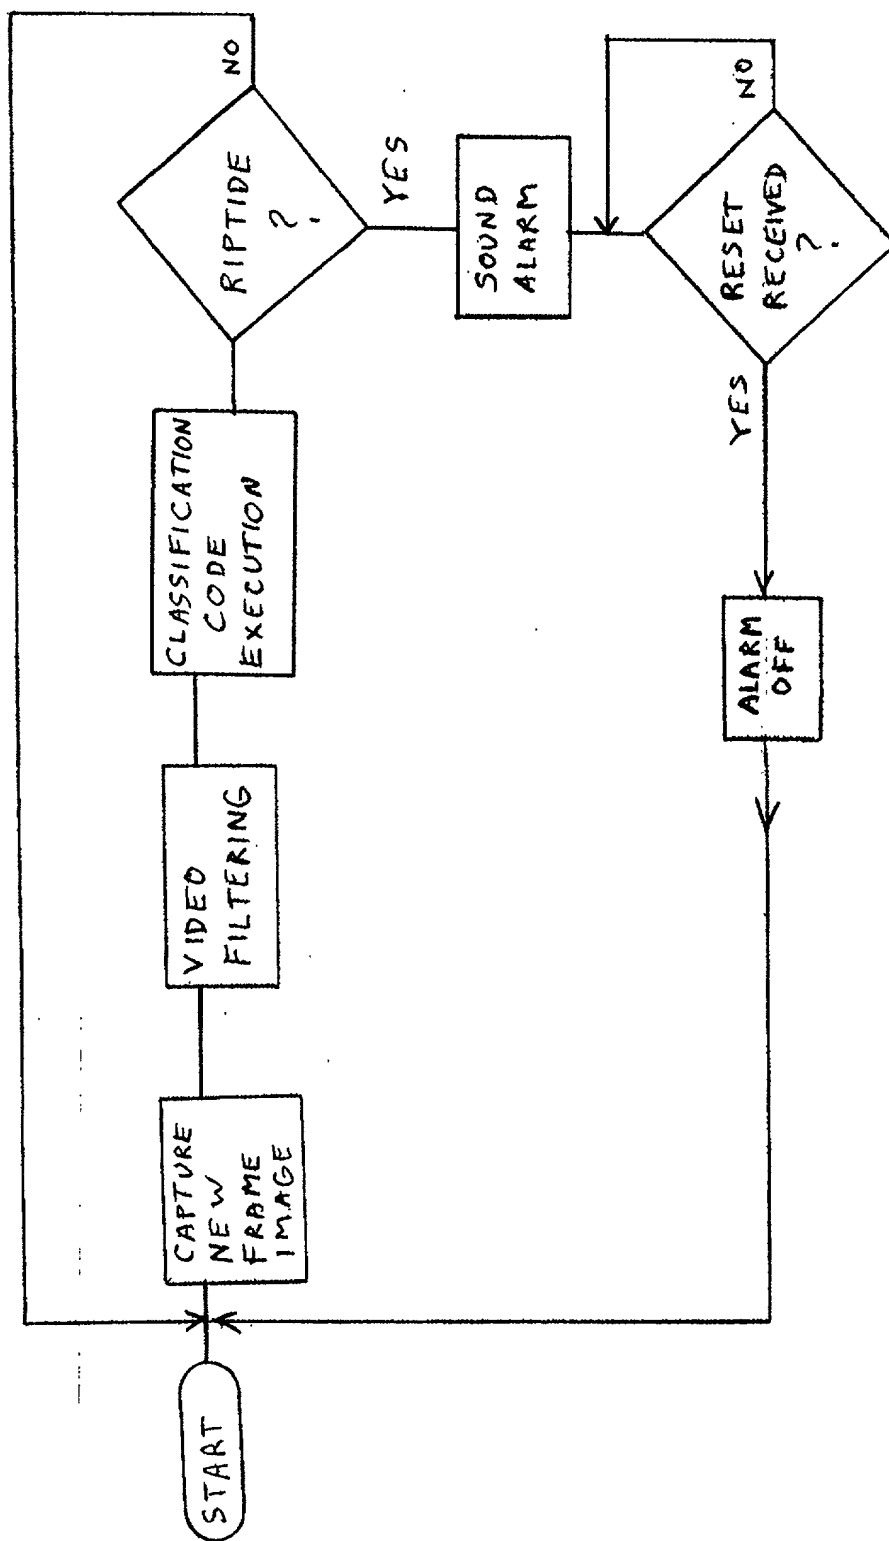 START
CAPTURE
NEW
FRAME
IMAGE
VIDEO
FILTERING
CLASSIFICATION
CODE
EXECUTION
RIPTIDE
?
NO
YES
SOUND
ALARM
RESET
RECEIVED
?
NO
YES
ALARM
OFF